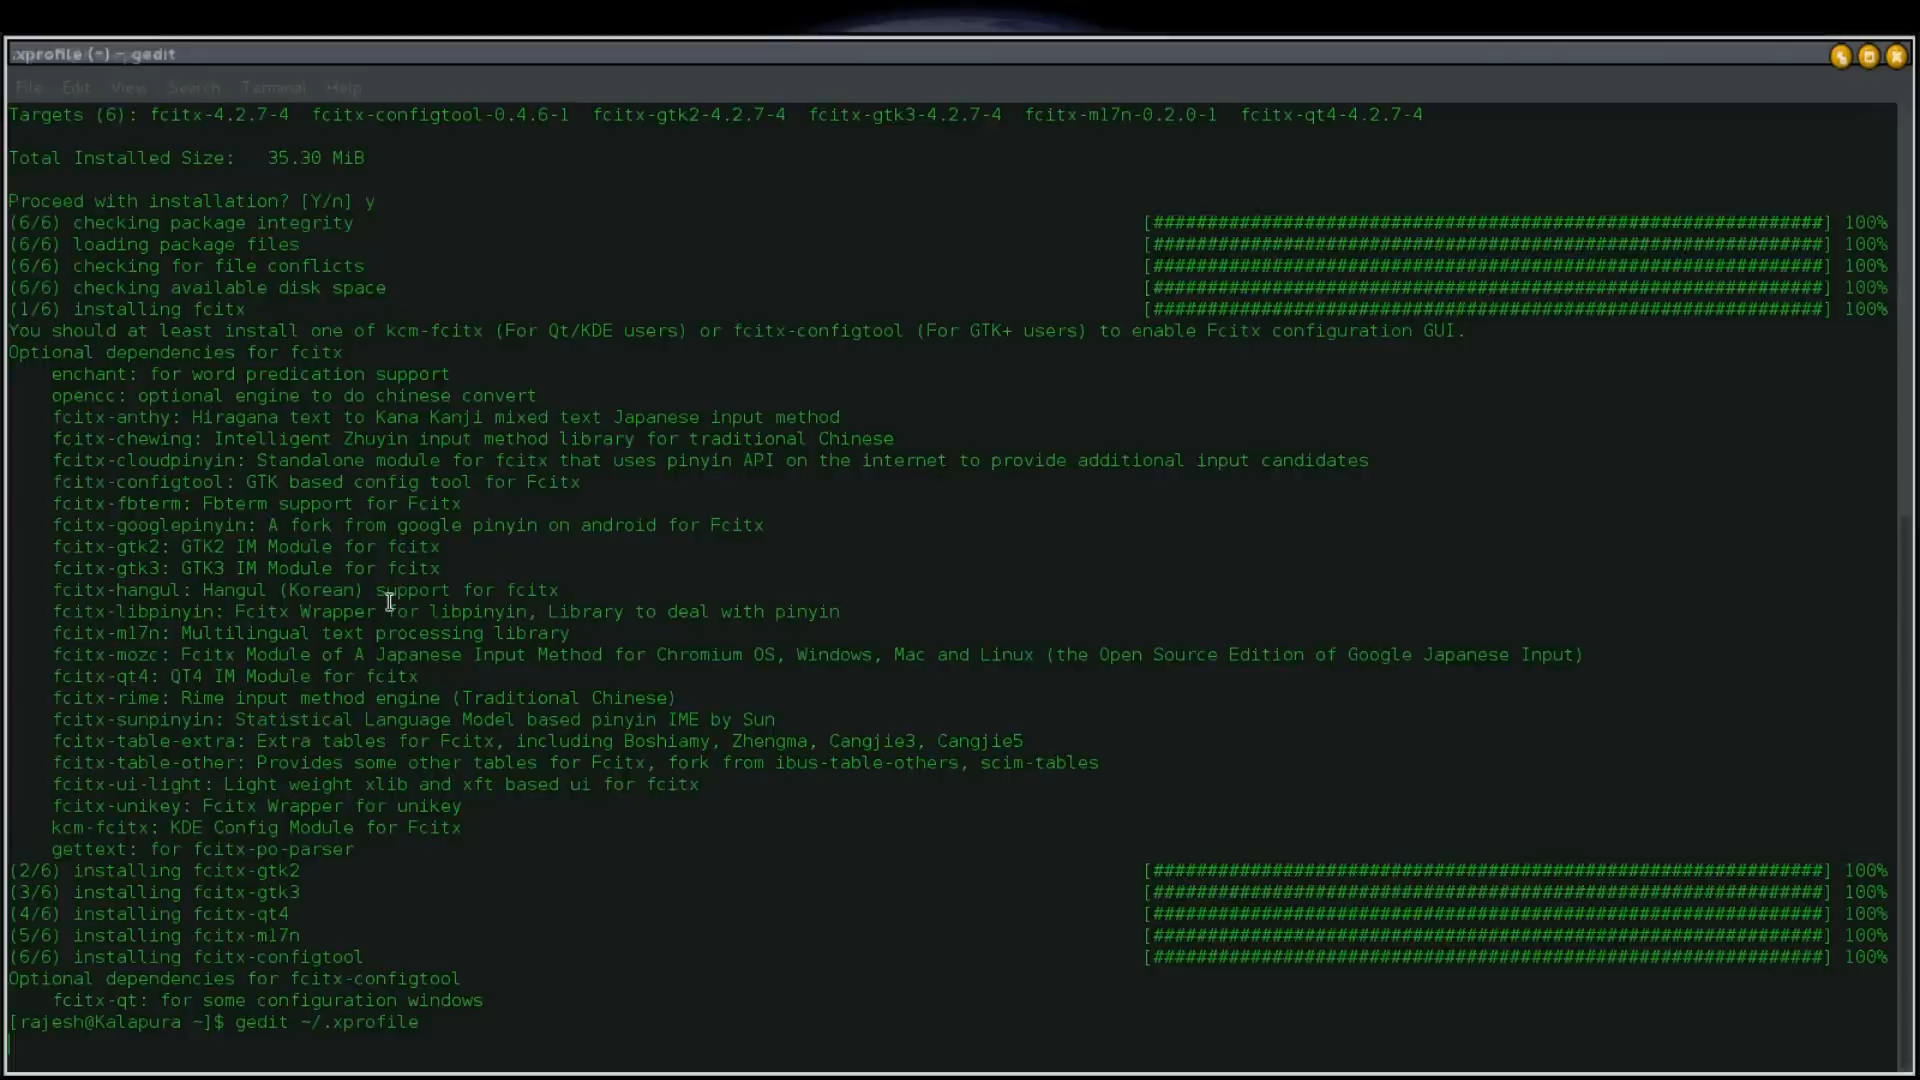 .xprofile (~) - gedit
File Edit View Search Terminal Help
Targets (6): fcitx-4.2.7-4  fcitx-configtool-0.4.6-1  fcitx-gtk2-4.2.7-4  fcitx-gtk3-4.2.7-4  fcitx-m17n-0.2.0-1  fcitx-qt4-4.2.7-4
Total Installed Size:   35.30 MiB
Proceed with installation? [Y/n] y
(6/6) checking package integrity [##############################################################] 100%
(6/6) loading package files [##############################################################] 100%
(6/6) checking for file conflicts [##############################################################] 100%
(6/6) checking available disk space [##############################################################] 100%
(1/6) installing fcitx [##############################################################] 100%
You should at least install one of kcm-fcitx (For Qt/KDE users) or fcitx-configtool (For GTK+ users) to enable Fcitx configuration GUI.
Optional dependencies for fcitx
    enchant: for word predication support
    opencc: optional engine to do chinese convert
    fcitx-anthy: Hiragana text to Kana Kanji mixed text Japanese input method
    fcitx-chewing: Intelligent Zhuyin input method library for traditional Chinese
    fcitx-cloudpinyin: Standalone module for fcitx that uses pinyin API on the internet to provide additional input candidates
    fcitx-configtool: GTK based config tool for Fcitx
    fcitx-fbterm: Fbterm support for Fcitx
    fcitx-googlepinyin: A fork from google pinyin on android for Fcitx
    fcitx-gtk2: GTK2 IM Module for fcitx
    fcitx-gtk3: GTK3 IM Module for fcitx
    fcitx-hangul: Hangul (Korean) support for fcitx
    fcitx-libpinyin: Fcitx Wrapper for libpinyin, Library to deal with pinyin
    fcitx-m17n: Multilingual text processing library
    fcitx-mozc: Fcitx Module of A Japanese Input Method for Chromium OS, Windows, Mac and Linux (the Open Source Edition of Google Japanese Input)
    fcitx-qt4: QT4 IM Module for fcitx
    fcitx-rime: Rime input method engine (Traditional Chinese)
    fcitx-sunpinyin: Statistical Language Model based pinyin IME by Sun
    fcitx-table-extra: Extra tables for Fcitx, including Boshiamy, Zhengma, Cangjie3, Cangjie5
    fcitx-table-other: Provides some other tables for Fcitx, fork from ibus-table-others, scim-tables
    fcitx-ui-light: Light weight xlib and xft based ui for fcitx
    fcitx-unikey: Fcitx Wrapper for unikey
    kcm-fcitx: KDE Config Module for Fcitx
    gettext: for fcitx-po-parser
(2/6) installing fcitx-gtk2 [##############################################################] 100%
(3/6) installing fcitx-gtk3 [##############################################################] 100%
(4/6) installing fcitx-qt4 [##############################################################] 100%
(5/6) installing fcitx-m17n [##############################################################] 100%
(6/6) installing fcitx-configtool [##############################################################] 100%
Optional dependencies for fcitx-configtool
    fcitx-qt: for some configuration windows
[rajesh@Kalapura ~]$ gedit ~/.xprofile